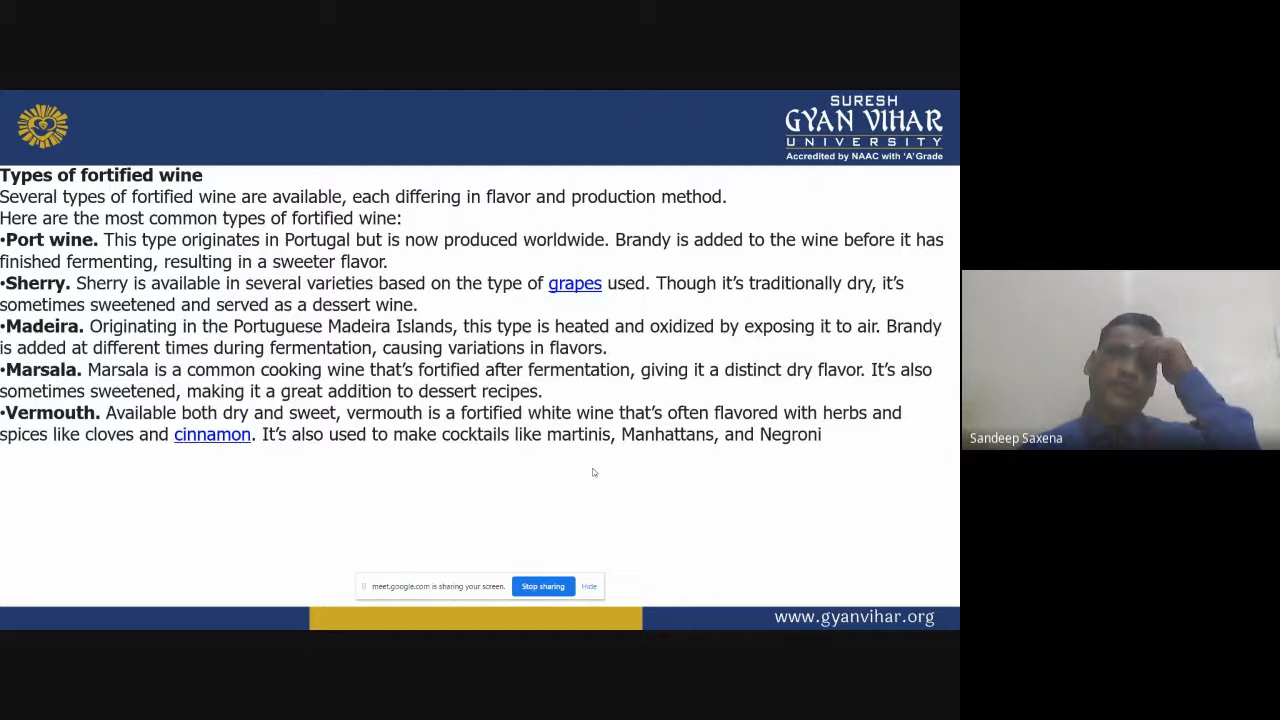 SURESH
GYAN VIHAR
UNIVERSITY
Accredited by NAAC with 'A' Grade
Types of fortified wine
Several types of fortified wine are available, each differing in flavor and production method.
Here are the most common types of fortified wine:
•Port wine. This type originates in Portugal but is now produced worldwide. Brandy is added to the wine before it has
finished fermenting, resulting in a sweeter flavor.
•Sherry. Sherry is available in several varieties based on the type of grapes used. Though it's traditionally dry, it's
sometimes sweetened and served as a dessert wine.
•Madeira. Originating in the Portuguese Madeira Islands, this type is heated and oxidized by exposing it to air. Brandy
is added at different times during fermentation, causing variations in flavors.
•Marsala. Marsala is a common cooking wine that's fortified after fermentation, giving it a distinct dry flavor. It's also
sometimes sweetened, making it a great addition to dessert recipes.
•Vermouth. Available both dry and sweet, vermouth is a fortified white wine that's often flavored with herbs and
spices like cloves and cinnamon. It's also used to make cocktails like martinis, Manhattans, and Negroni
Sandeep Saxena
meet.google.com is sharing your screen. Stop sharing Hide
www.gyanvihar.org